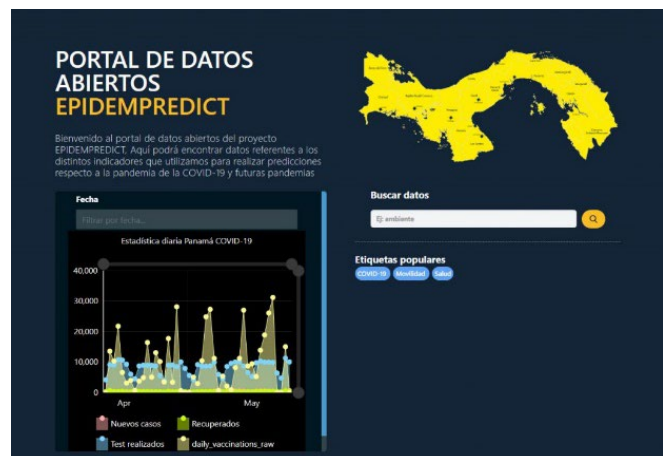 PORTAL DE DATOS
ABIERTOS
EPIDEMPREDICT
Bienvenido al portal de datos abiertos del proyecto
EPIDEMPREDICT, Aquí podrá encontrar datos referentes a los
distintos indicadores que utilizamos para realizar predicciones
respecto a la pandemia de la COVID-19 y futuras pandemias
Fecha
Filtrar por fecha...
Estadística diaria Panamá COVID-19
40,000
30,000
20,000
10,000
0
Apr
May
Nuevos casos
Recuperados
Test realizados
daily_vaccinations_raw
Buscar datos
Ej: ambiente
Etiquetas populares
COVID-19
Movilidad
Salud